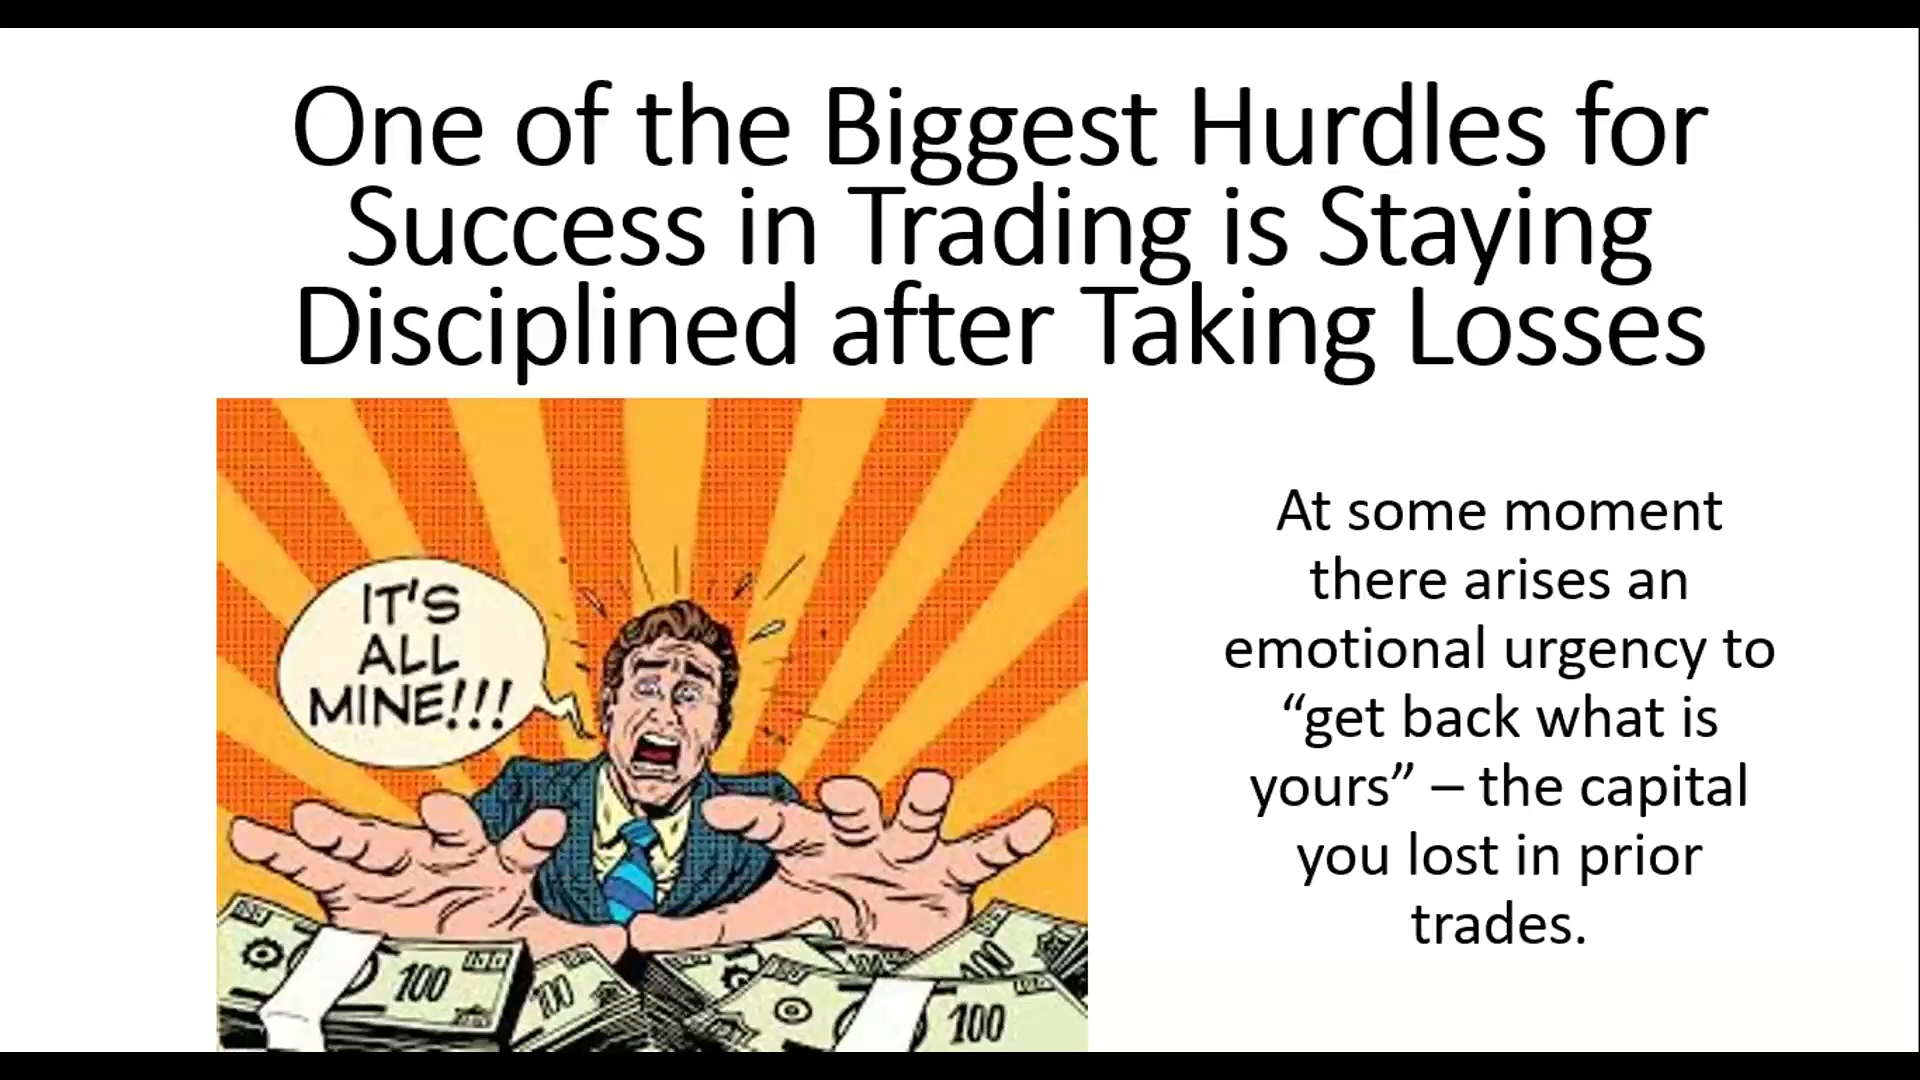 One of the Biggest Hurdles for
Success in Trading is Staying
Disciplined after Taking Losses
IT'S
ALL
MINE!!!
At some moment
there arises an
emotional urgency to
“get back what is
yours” – the capital
you lost in prior
trades.
100
100
100
100